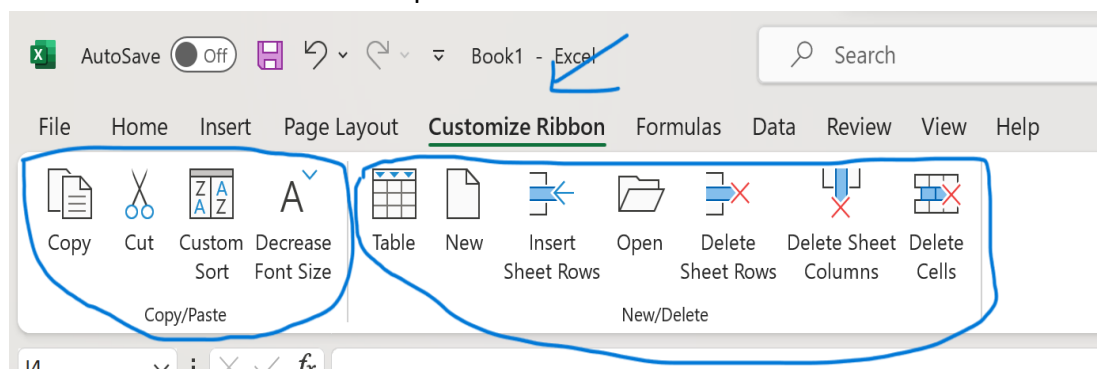 AutoSave Off Book1 - Excel Search
File Home Insert Page Layout Customize Ribbon Formulas Data Review View Help
Copy Cut Custom Sort Decrease Font Size Table New Insert Sheet Rows Open Delete Sheet Rows Delete Sheet Columns Delete Cells
Copy/Paste New/Delete
fx